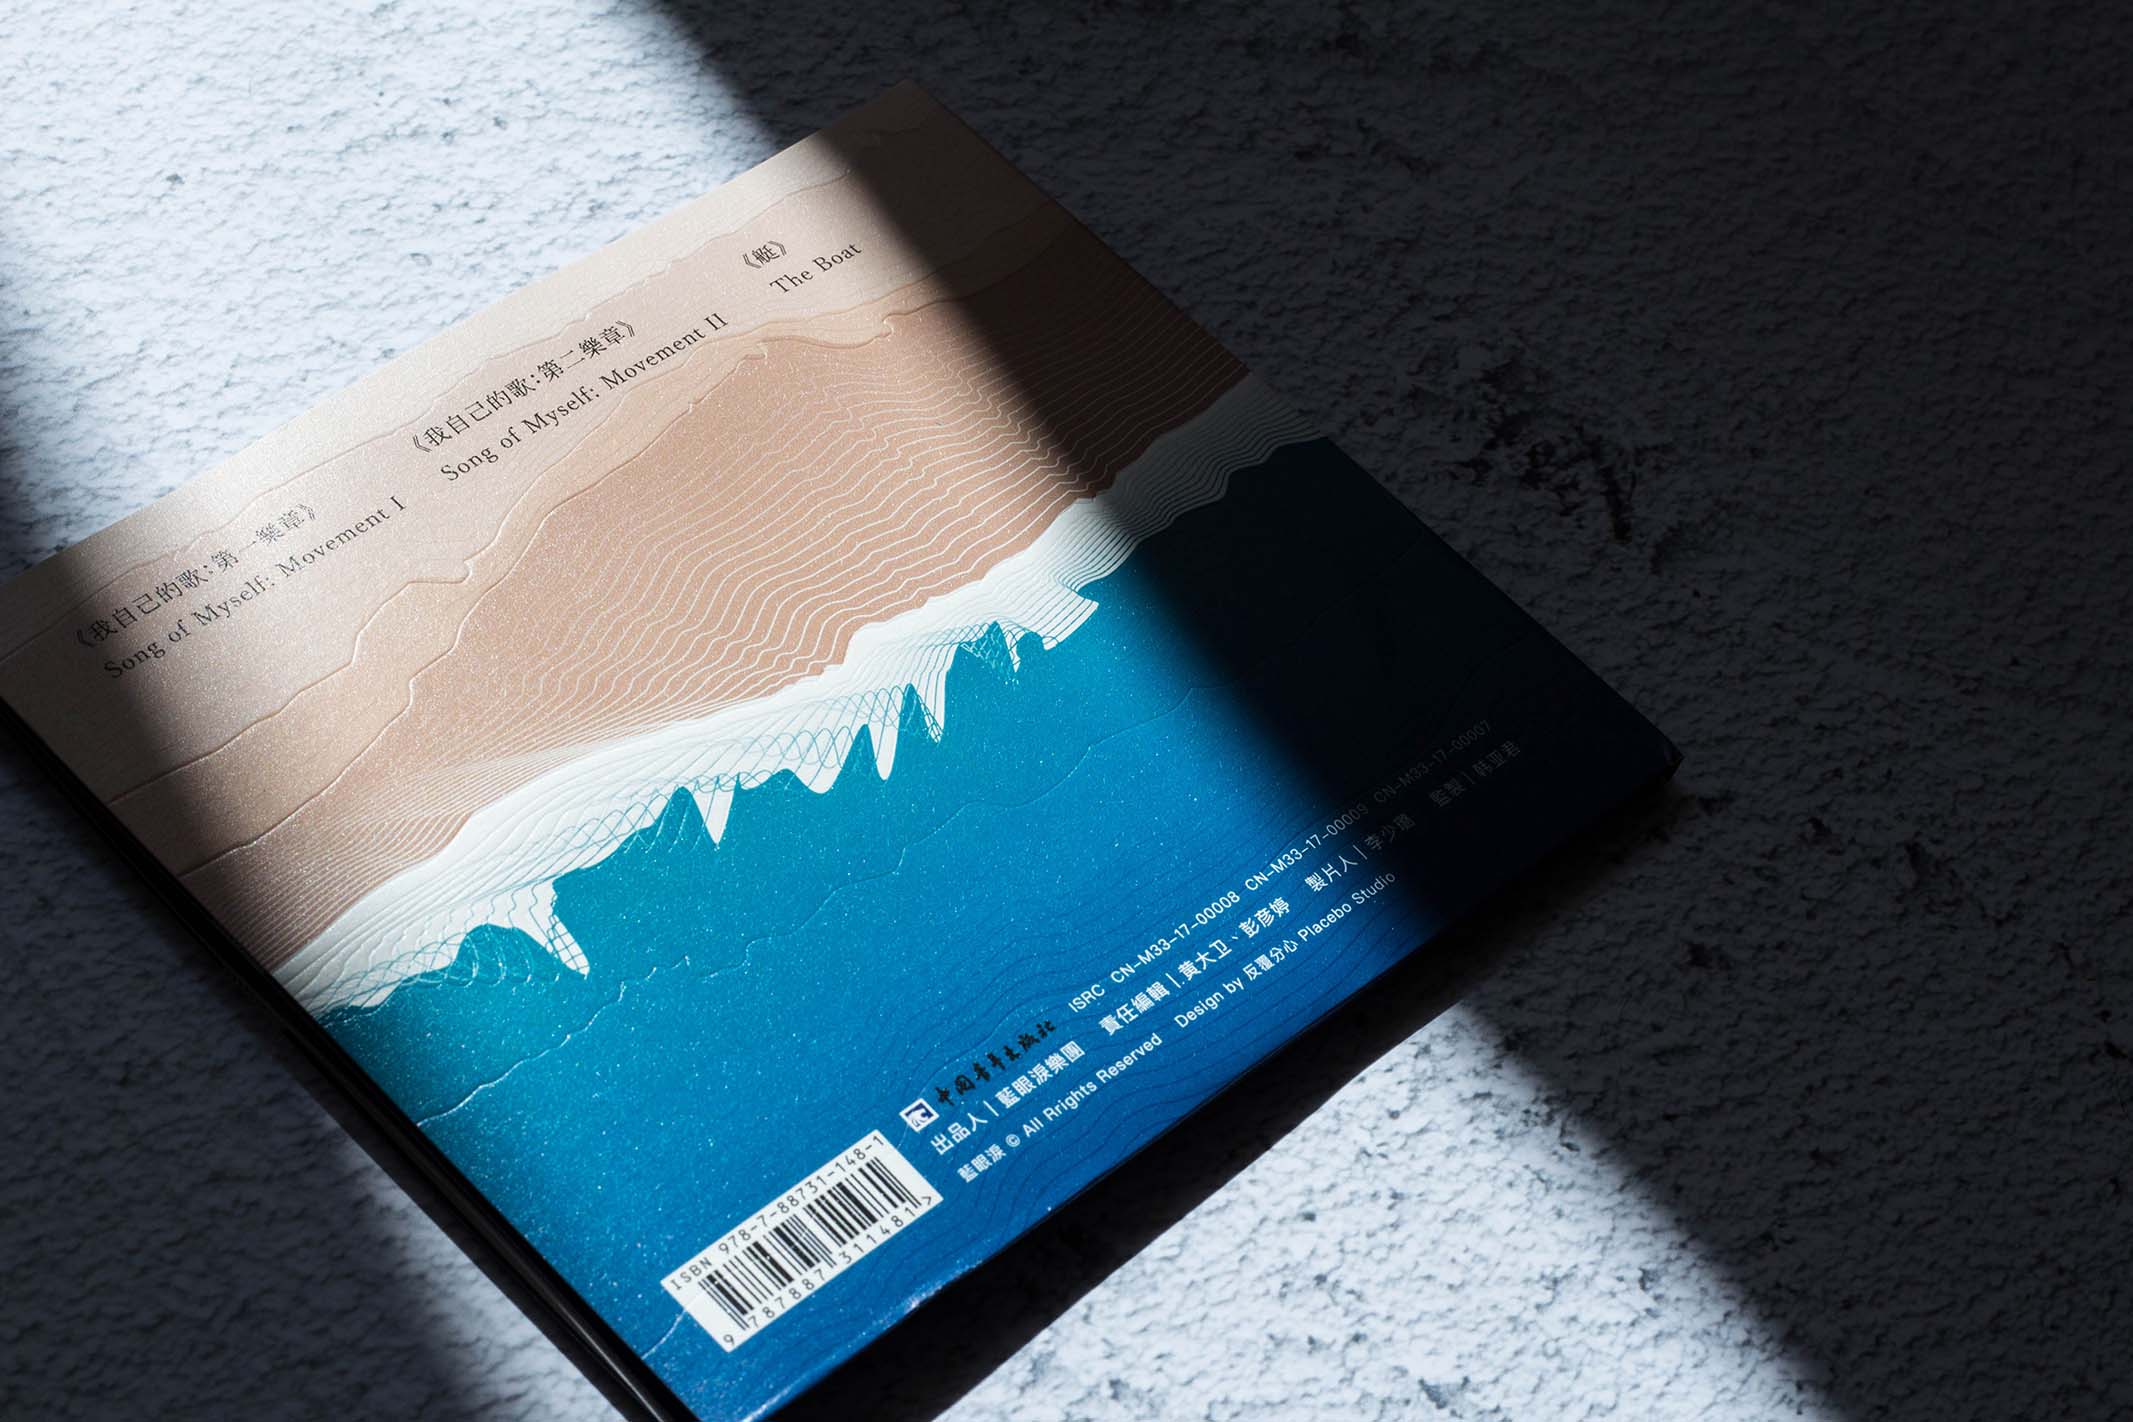 《我自己的歌：第一樂章》
Song of Myself: Movement I
《我自己的歌：第二樂章》
Song of Myself: Movement II
《艇》
The Boat
ISBN 978-7-88731-148-1
9 787887 311481 >
中國青年出版社
ISRC CN-M33-17-00008 CN-M33-17-00009 CN-M33-17-00007
出品人｜藍眼淚樂團 責任編輯｜黄大卫、彭彦婷 製片人｜李少璐 監製｜韩亚君
藍眼淚 © All Rrights Reserved Design by 反覆分心 Placebo Studio